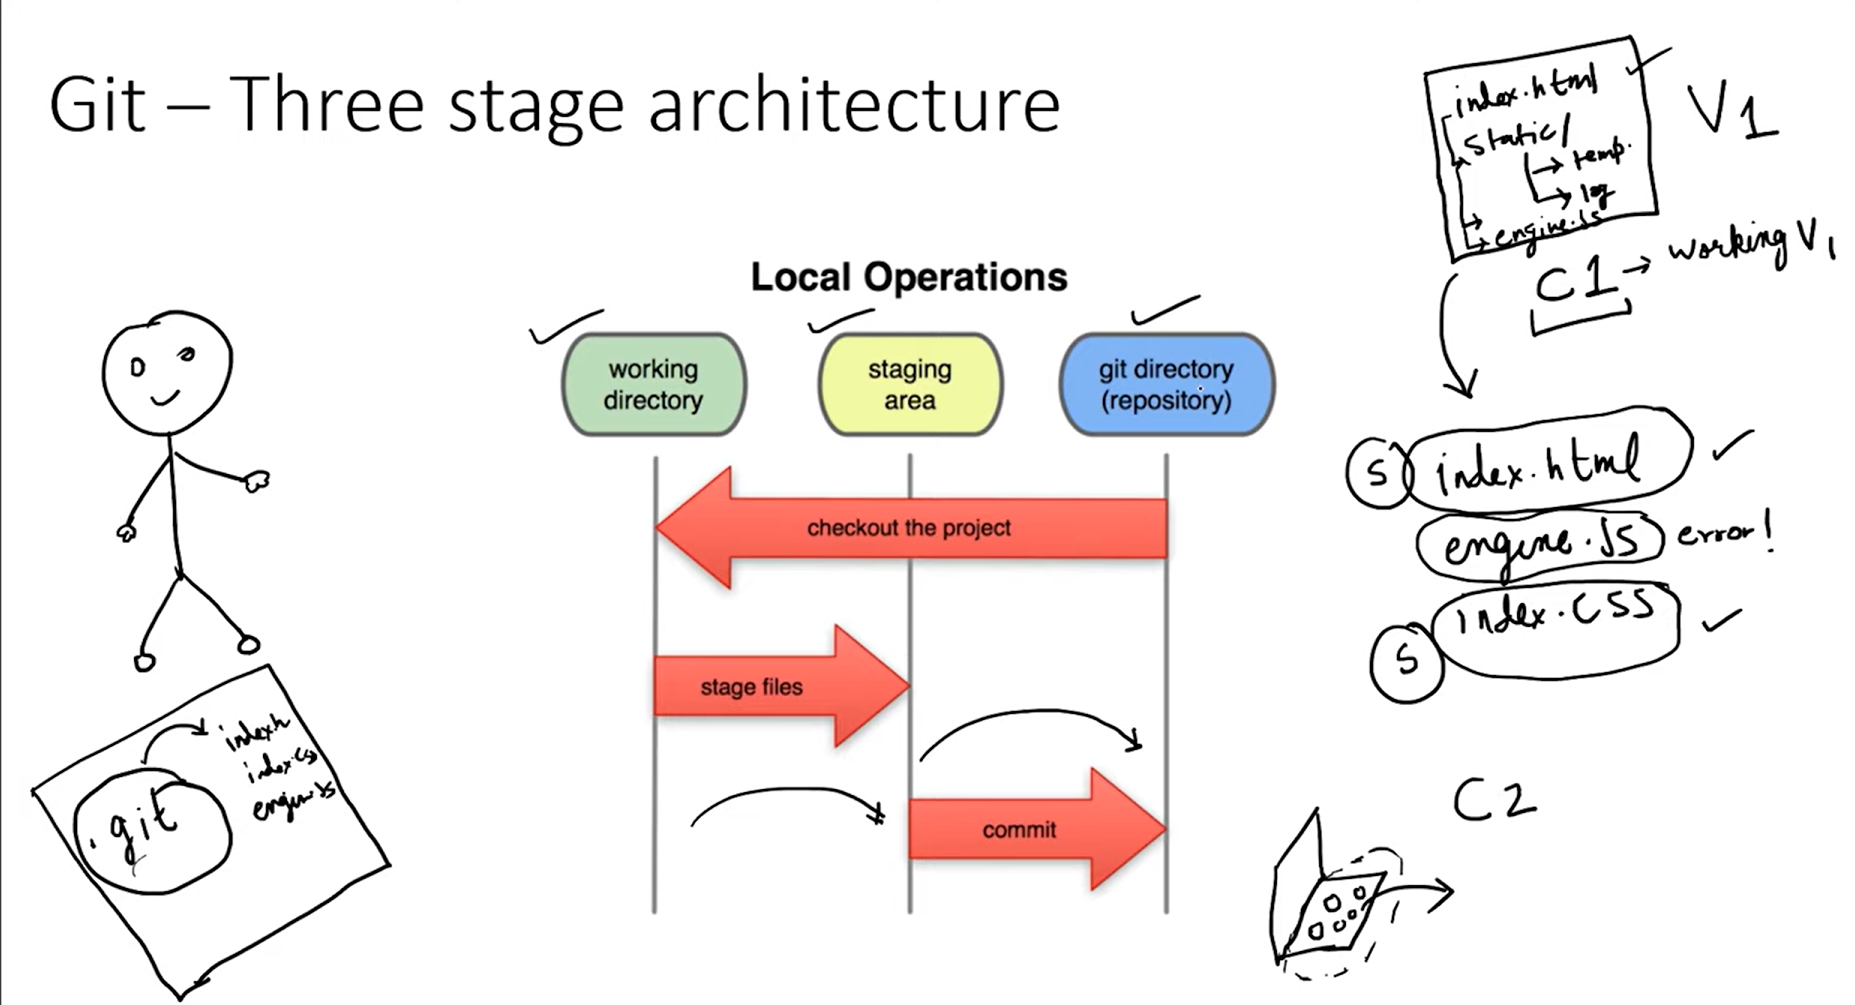 Git – Three stage architecture
index.html
static/
temp.
log
engine.js
V1
C1 → working V1
Local Operations
working
directory
staging
area
git directory
(repository)
checkout the project
stage files
commit
S index.html
engine.JS error!
S index.CSS
C2
.git
index.h
index.css
engine.js